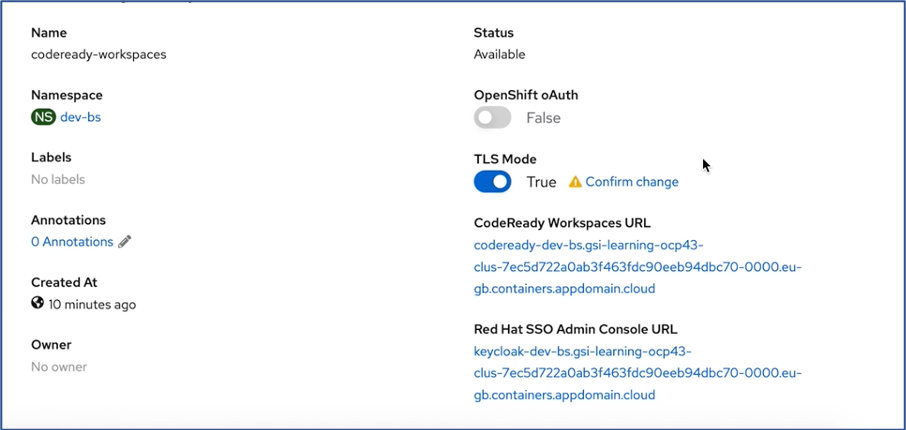 Name
codeready-workspaces
Namespace
NS dev-bs
Labels
No labels
Annotations
0 Annotations
Created At
10 minutes ago
Owner
No owner
Status
Available
OpenShift oAuth
False
TLS Mode
True Confirm change
CodeReady Workspaces URL
codeready-dev-bs.gsi-learning-ocp43-
clus-7ec5d722a0ab3f463fdc90eeb94dbc70-0000.eu-
gb.containers.appdomain.cloud
Red Hat SSO Admin Console URL
keycloak-dev-bs.gsi-learning-ocp43-
clus-7ec5d722a0ab3f463fdc90eeb94dbc70-0000.eu-
gb.containers.appdomain.cloud